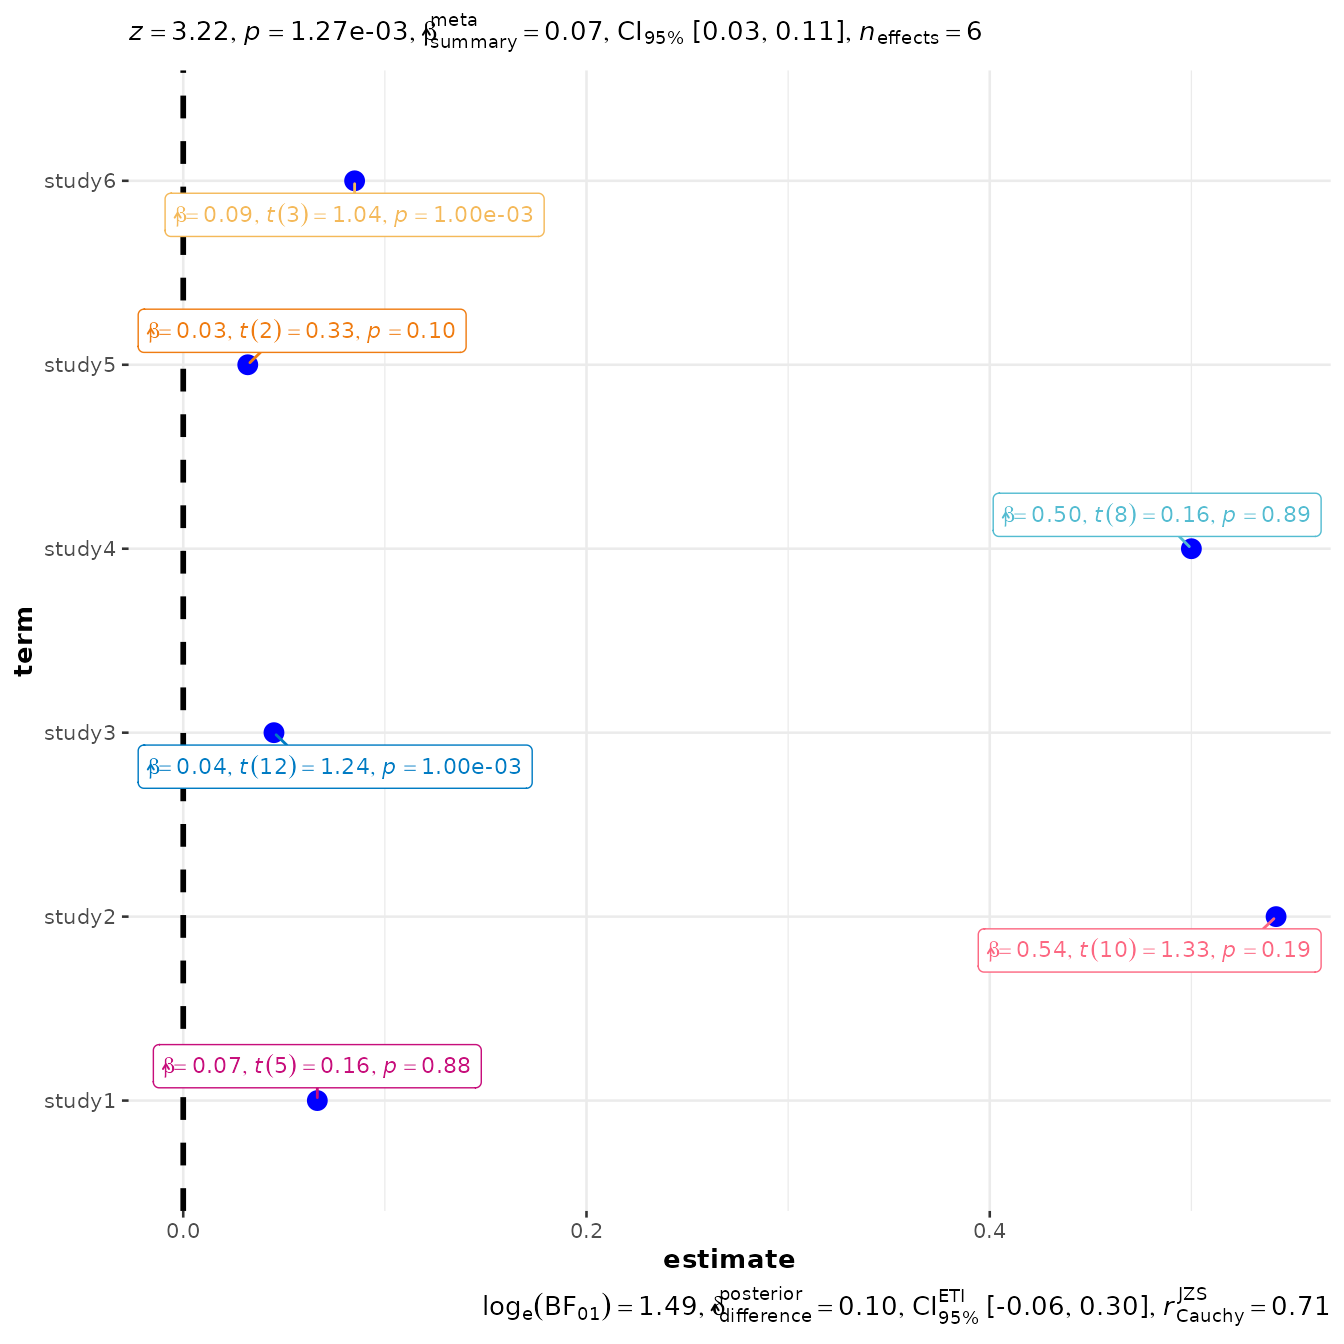 z = 3.22, p = 1.27e-03, β̂ meta summary = 0.07, CI95% [0.03, 0.11], neffects = 6
study6
β̂ = 0.09, t(3) = 1.04, p = 1.00e-03
β̂ = 0.03, t(2) = 0.33, p = 0.10
study5
β̂ = 0.50, t(8) = 0.16, p = 0.89
study4
term
study3
β̂ = 0.04, t(12) = 1.24, p = 1.00e-03
study2
β̂ = 0.54, t(10) = 1.33, p = 0.19
β̂ = 0.07, t(5) = 0.16, p = 0.88
study1
0.0 0.2 0.4
estimate
loge(BF01) = 1.49, δ̂ posterior difference = 0.10, CI ETI 95% [-0.06, 0.30], r JZS Cauchy = 0.71